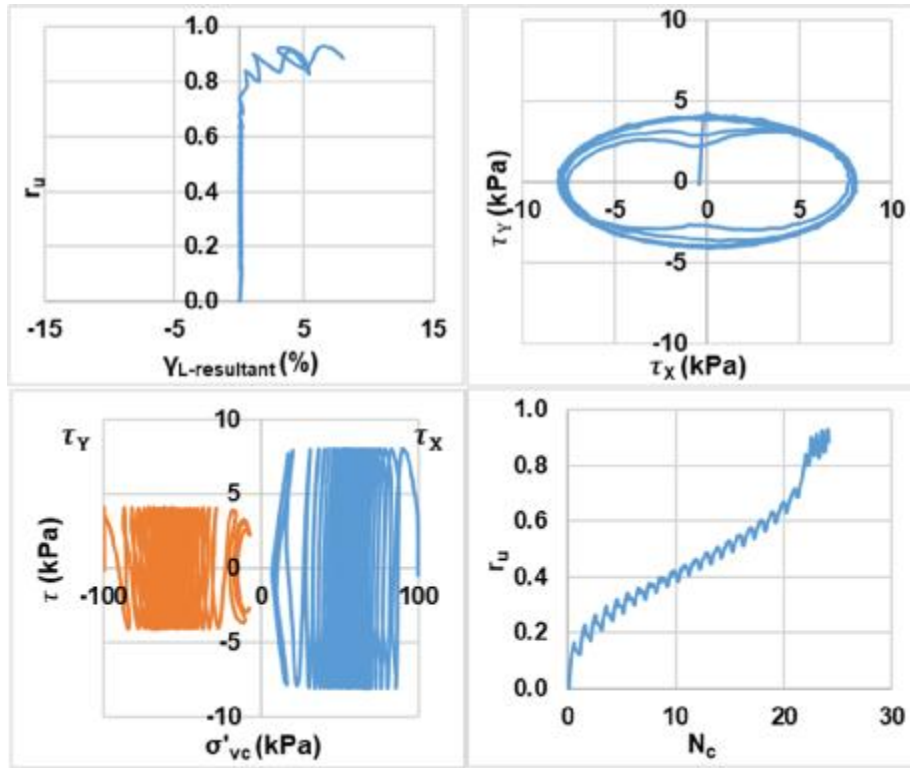 1.0
0.8
0.6
0.4
0.2
0.0
r_u
-15 -5 5 15
γ_L-resultant (%)
10
5
0
-5
-10
-10 -5 0 5 10
τ_Y (kPa)
τ_X (kPa)
τ_Y τ_X
10
5
0
-5
-10
τ (kPa)
-100 0 100
σ'_vc (kPa)
1.0
0.8
0.6
0.4
0.2
0.0
r_u
0 10 20 30
N_c